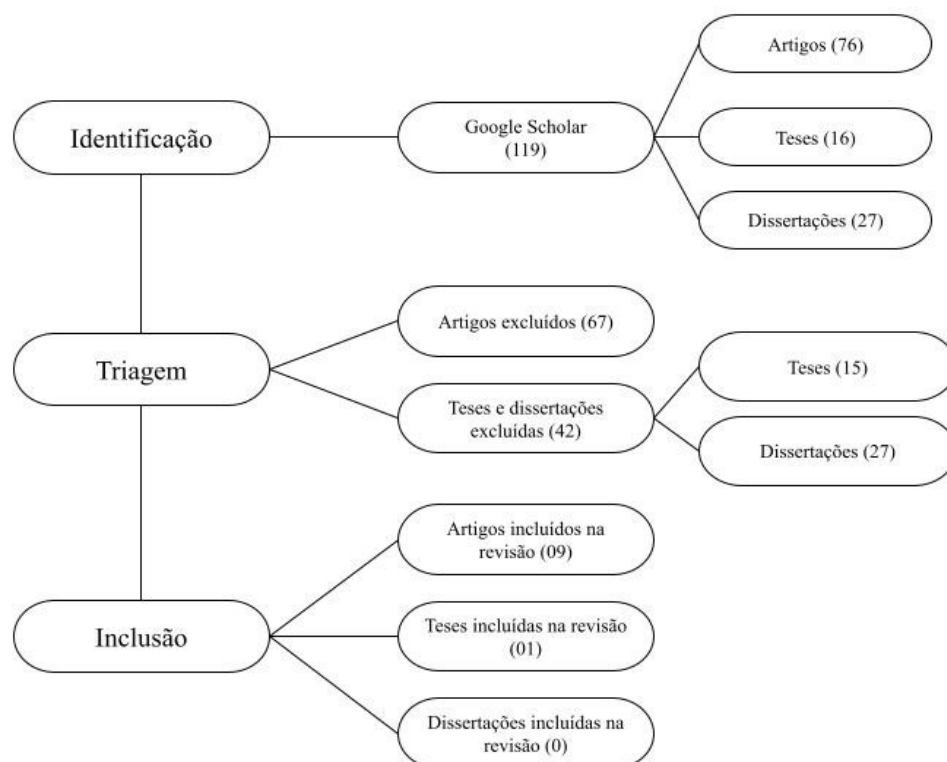 Identificação
Google Scholar
(119)
Artigos (76)
Teses (16)
Dissertações (27)
Triagem
Artigos excluídos (67)
Teses e dissertações
excluídas (42)
Teses (15)
Dissertações (27)
Inclusão
Artigos incluídos na
revisão (09)
Teses incluídas na revisão
(01)
Dissertações incluídas na
revisão (0)